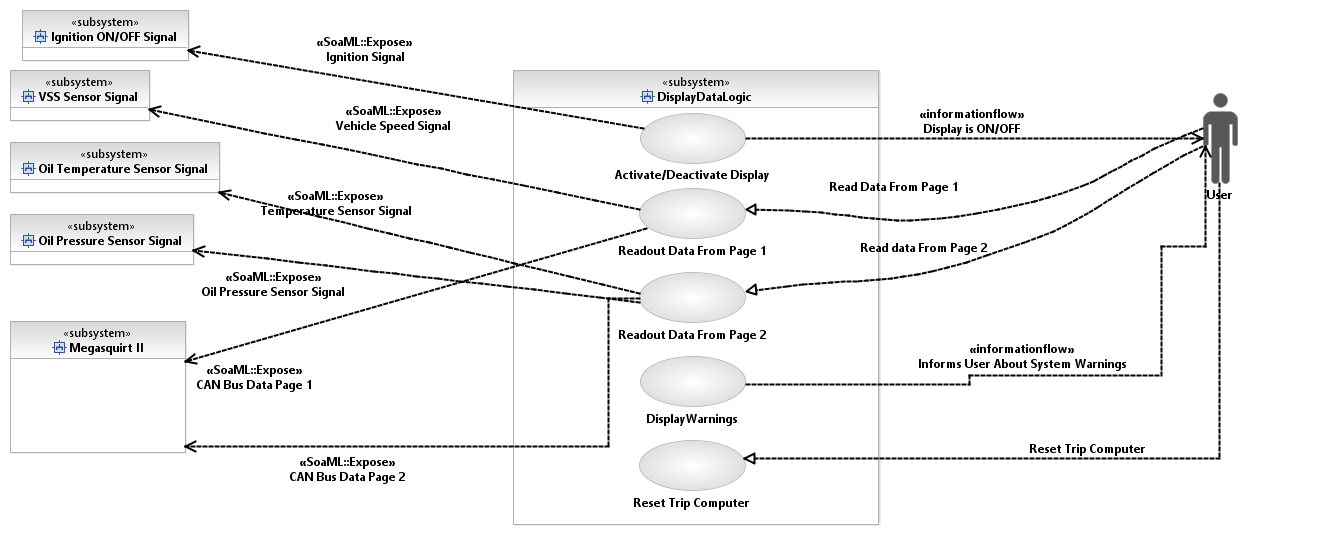 «subsystem»
Ignition ON/OFF Signal
«subsystem»
VSS Sensor Signal
«subsystem»
Oil Temperature Sensor Signal
«subsystem»
Oil Pressure Sensor Signal
«subsystem»
Megasquirt II
«SoaML::Expose»
Ignition Signal
«SoaML::Expose»
Vehicle Speed Signal
«SoaML::Expose»
Temperature Sensor Signal
«SoaML::Expose»
Oil Pressure Sensor Signal
«SoaML::Expose»
CAN Bus Data Page 1
«SoaML::Expose»
CAN Bus Data Page 2
«subsystem»
DisplayDataLogic
Activate/Deactivate Display
Readout Data From Page 1
Readout Data From Page 2
DisplayWarnings
Reset Trip Computer
«informationflow»
Display is ON/OFF
Read Data From Page 1
Read data From Page 2
«informationflow»
Informs User About System Warnings
Reset Trip Computer
User